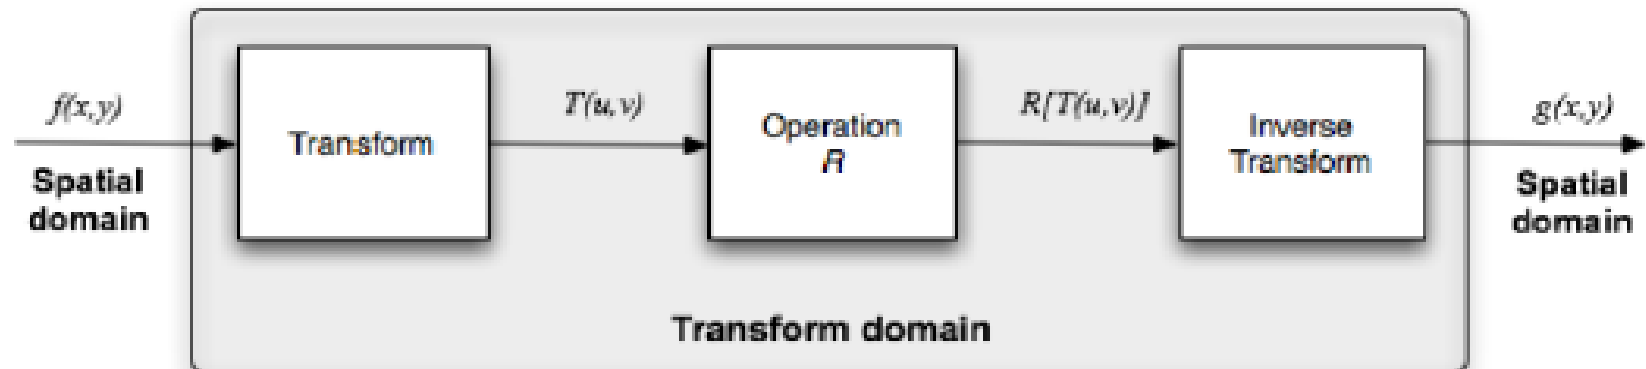 f(x,y)
Spatial
domain
Transform
T(u,v)
Operation
R
R[T(u,v)]
Inverse
Transform
g(x,y)
Spatial
domain
Transform domain